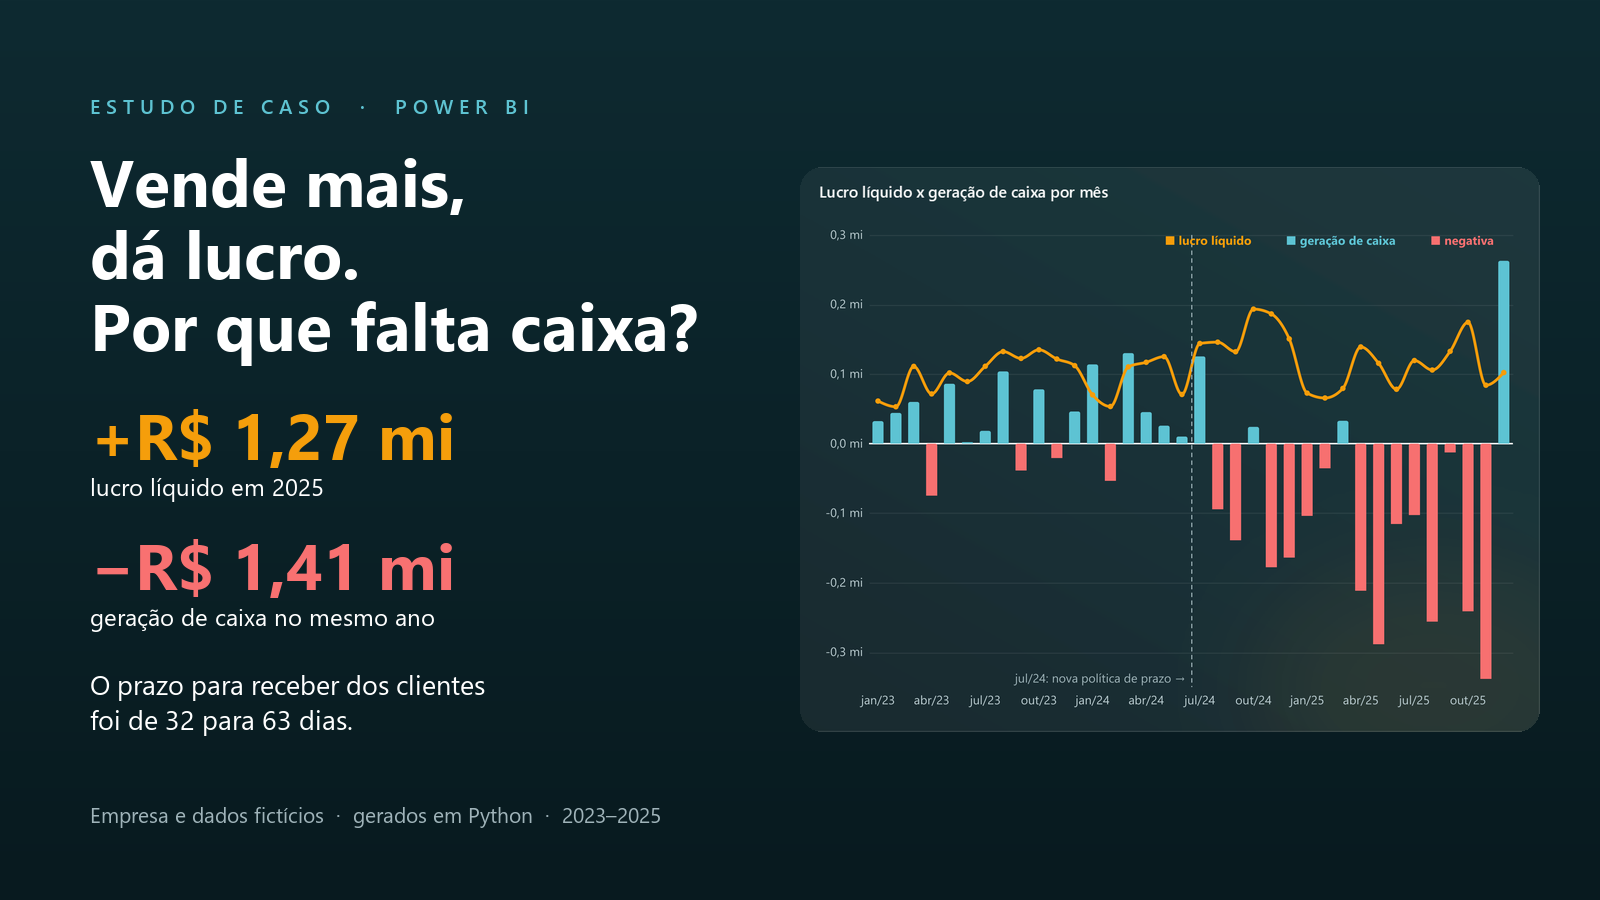 ESTUDO DE CASO · POWER BI
Vende mais,
dá lucro.
Por que falta caixa?
+R$ 1,27 mi
lucro líquido em 2025
−R$ 1,41 mi
geração de caixa no mesmo ano
O prazo para receber dos clientes
foi de 32 para 63 dias.
Empresa e dados fictícios · gerados em Python · 2023–2025
Lucro líquido x geração de caixa por mês
lucro líquido geração de caixa negativa
0,3 mi
0,2 mi
0,1 mi
0,0 mi
-0,1 mi
-0,2 mi
-0,3 mi
jul/24: nova política de prazo →
jan/23 abr/23 jul/23 out/23 jan/24 abr/24 jul/24 out/24 jan/25 abr/25 jul/25 out/25